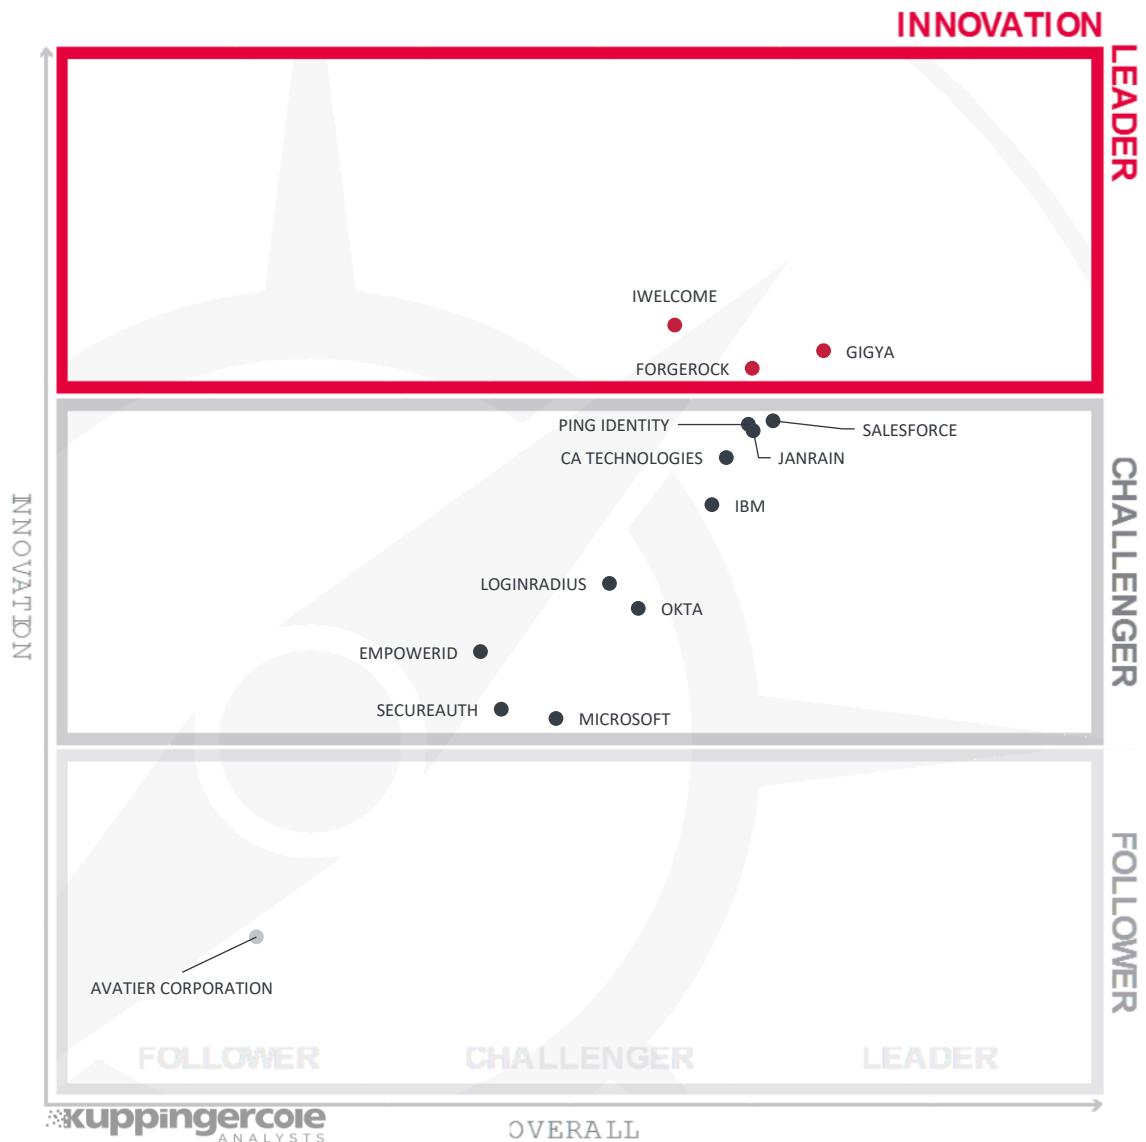 INNOVATION
LEADER
IWELCOME
GIGYA
FORGEROCK
PING IDENTITY
SALESFORCE
CA TECHNOLOGIES
JANRAIN
IBM
CHALLENGER
INNOVATION
LOGINRADIUS
OKTA
EMPOWERID
SECUREAUTH
MICROSOFT
FOLLOWER
AVATIER CORPORATION
FOLLOWER CHALLENGER LEADER
kuppingercole
ANALYSTS
OVERALL